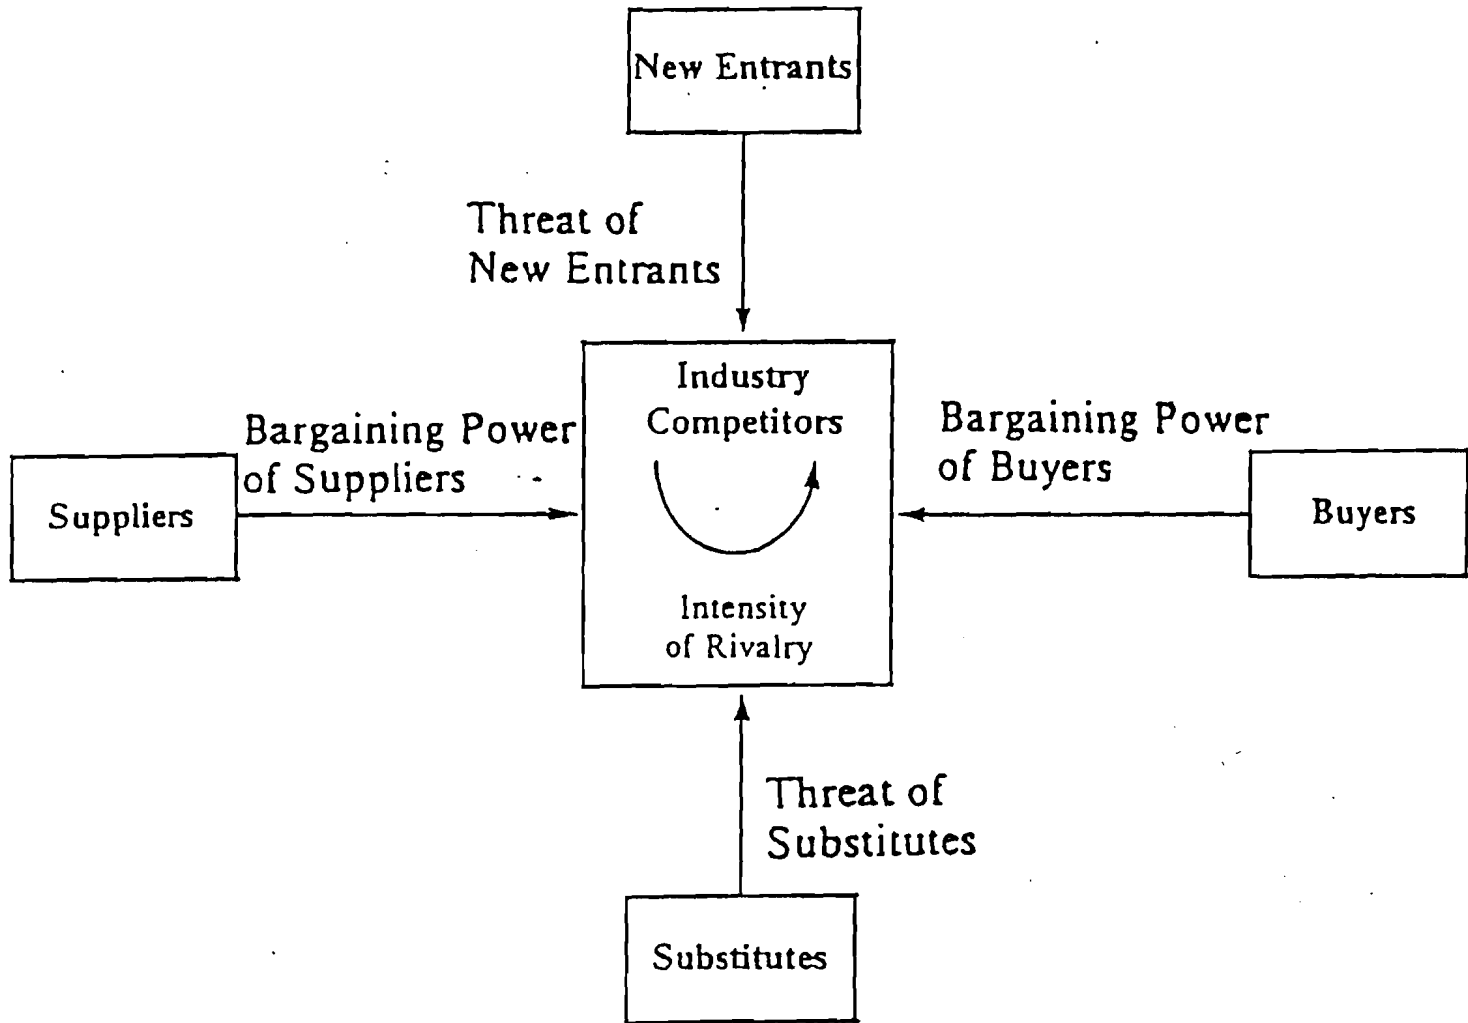 New Entrants
Threat of
New Entrants
Industry
Competitors
Bargaining Power
of Suppliers
Suppliers
Bargaining Power
of Buyers
Buyers
Intensity
of Rivalry
Threat of
Substitutes
Substitutes